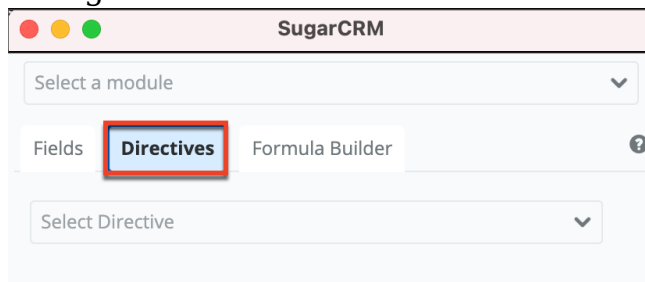 SugarCRM
Select a module
Fields Directives Formula Builder ?
Select Directive